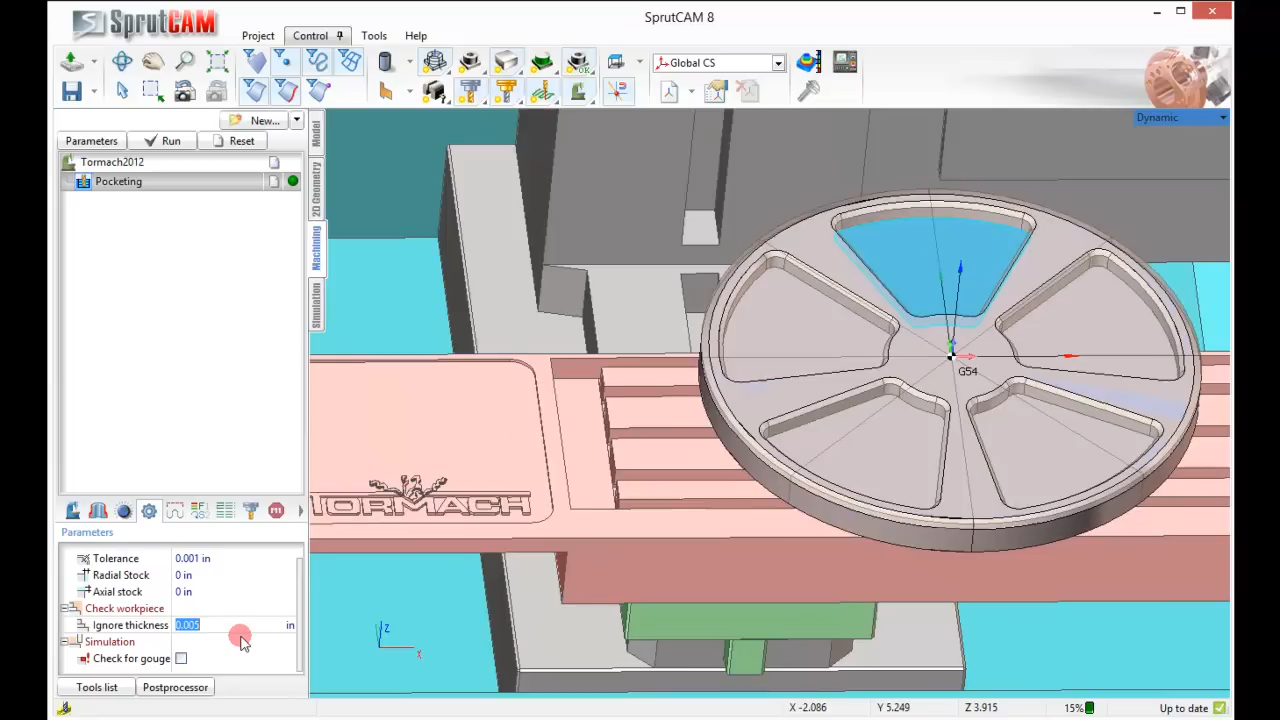 SprutCAM 8
SprutCAM
Project
Control
Tools
Help
Global CS
New...
Dynamic
Parameters
Run
Reset
Tormach2012
Pocketing
Model
2D Geometry
Machining
Simulation
G54
TORMACH
Parameters
Tolerance 0.001 in
Radial Stock 0 in
Axial stock 0 in
Check workpiece
Ignore thickness 0.005 in
Simulation
Check for gouge
Z
X
Tools list
Postprocessor
X -2.086
Y 5.249
Z 3.915
15%
Up to date